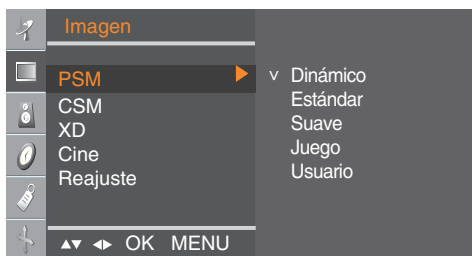 Imagen
PSM
CSM
XD
Cine
Reajuste
v Dinámico
Estándar
Suave
Juego
Usuario
OK MENU